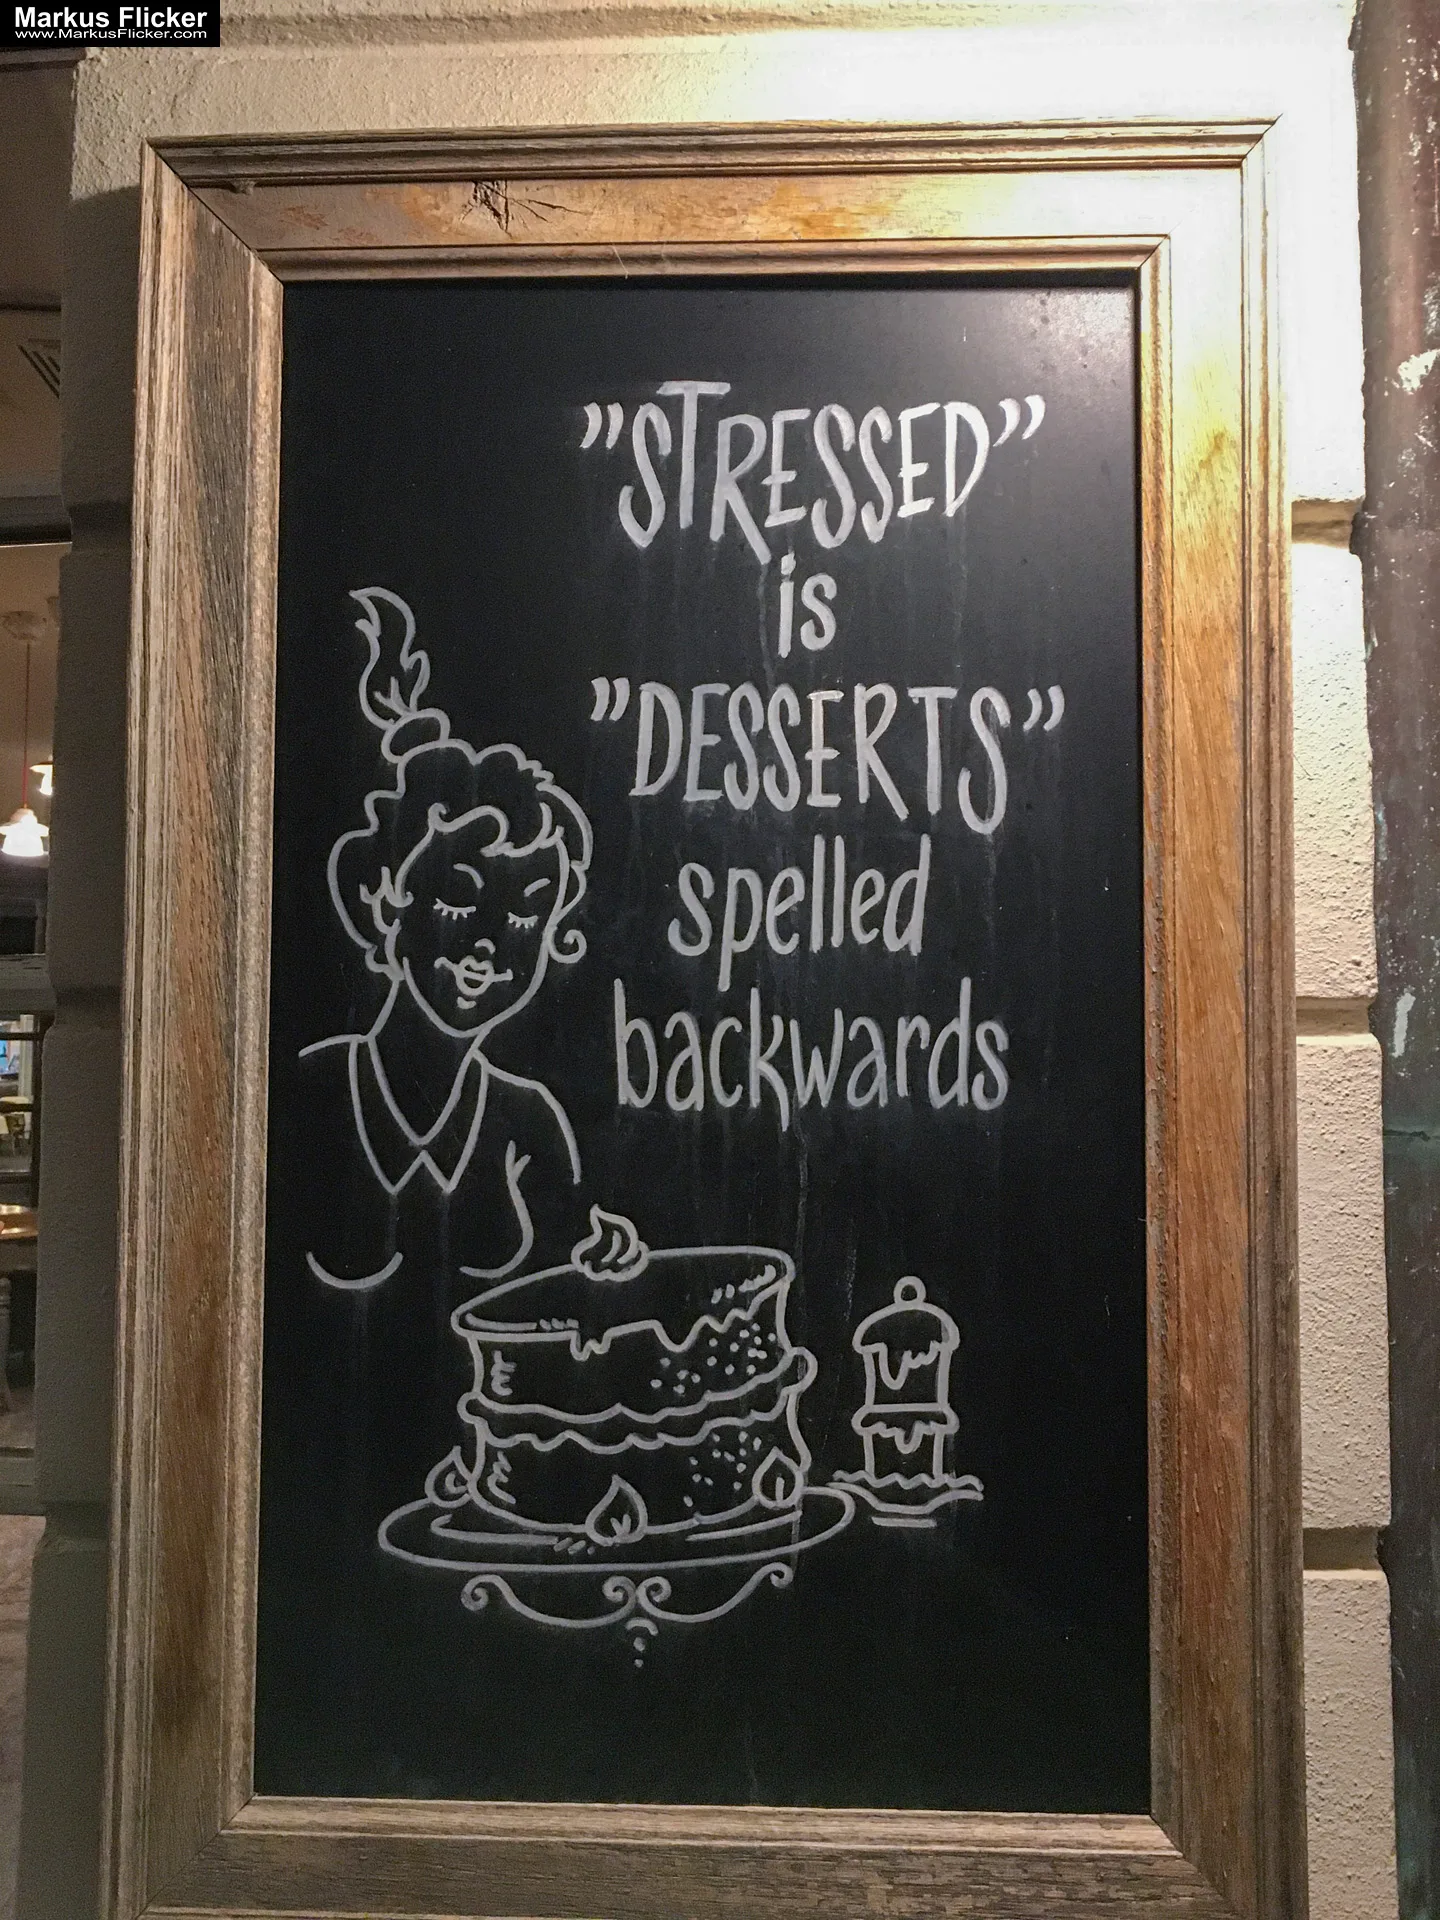 Markus Flicker
www.MarkusFlicker.com
”STRESSED”
is
”DESSERTS”
spelled
backwards